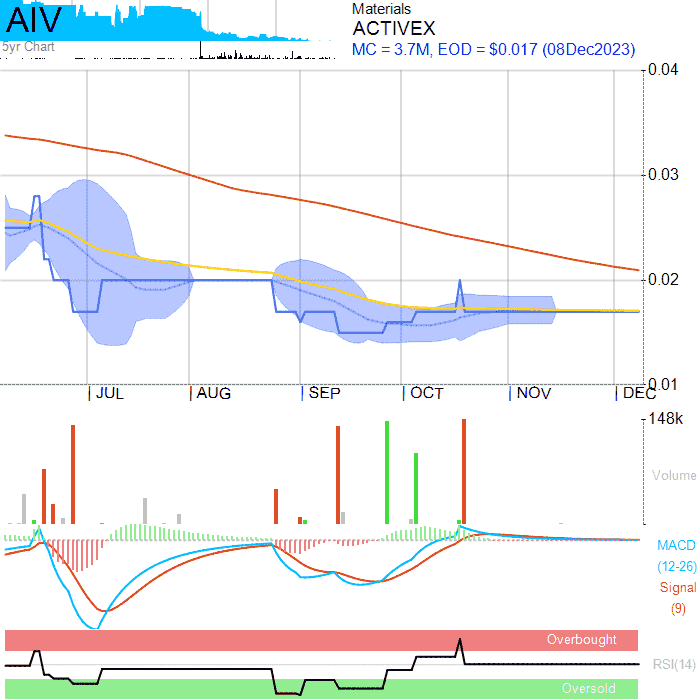 AIV
Materials
ACTIVEX
MC = 3.7M, EOD = $0.017 (08Dec2023)
5yr Chart
0.04
0.03
0.02
0.01
JUL AUG SEP OCT NOV DEC
148k
Volume
MACD
(12-26)
Signal
(9)
Overbought
RSI(14)
Oversold